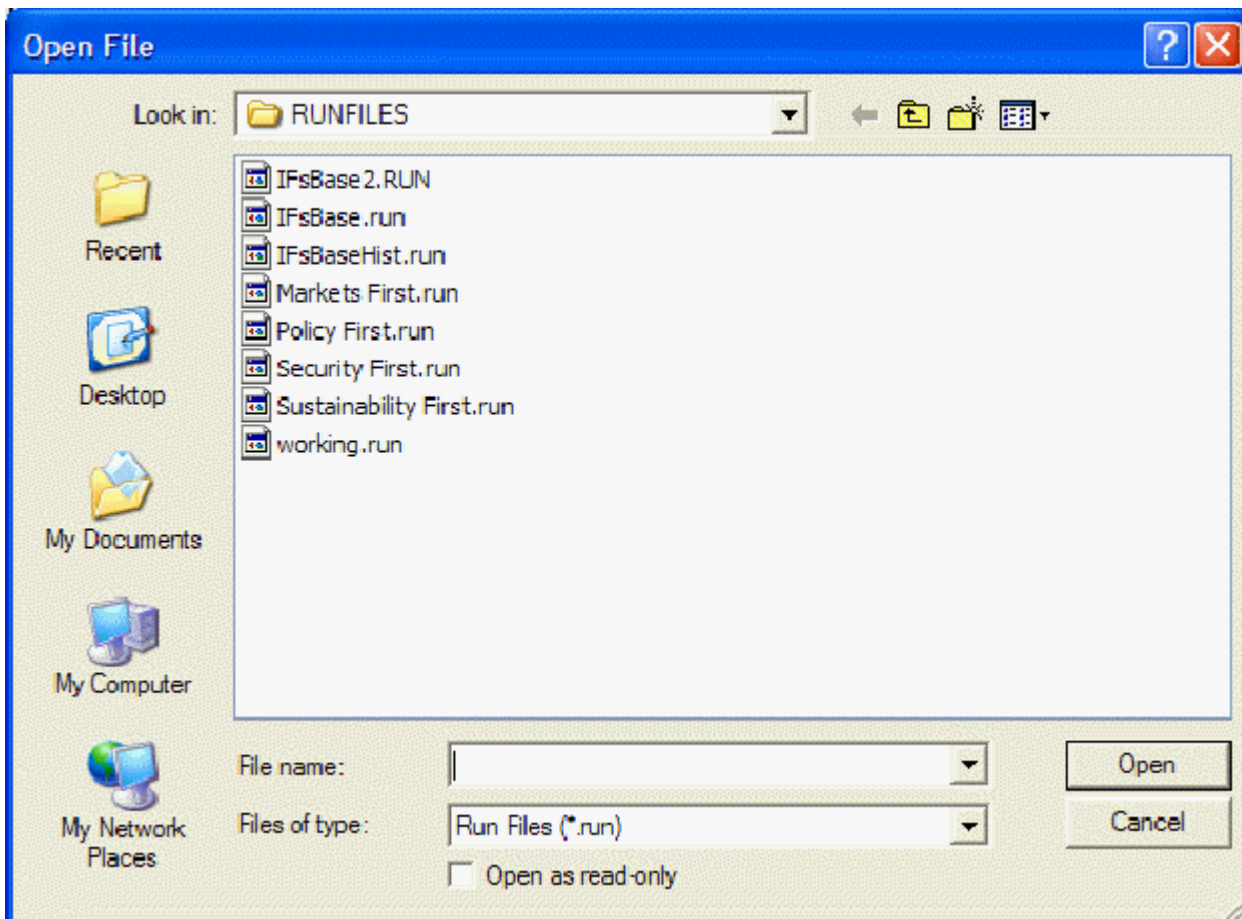 Open File
Look in: RUNFILES
IFsBase2.RUN
IFsBase.run
IFsBaseHist.run
Markets First.run
Policy First.run
Security First.run
Sustainability First.run
working.run
Recent
Desktop
My Documents
My Computer
My Network
Places
File name:
Open
Files of type: Run Files (*.run)
Cancel
Open as read-only